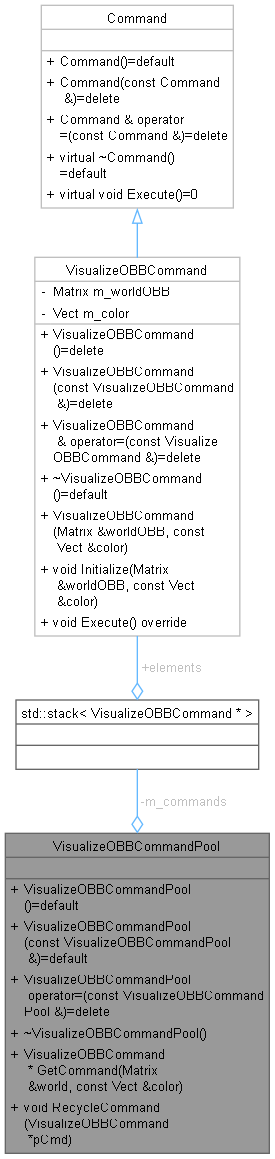 Command
+ Command()=default
+ Command(const Command
&)=delete
+ Command & operator
=(const Command &)=delete
+ virtual ~Command()
=default
+ virtual void Execute()=0
VisualizeOBBCommand
- Matrix m_worldOBB
- Vect m_color
+ VisualizeOBBCommand
()=delete
+ VisualizeOBBCommand
(const VisualizeOBBCommand
&)=delete
+ VisualizeOBBCommand
& operator=(const Visualize
OBBCommand &)=delete
+ ~VisualizeOBBCommand
()=default
+ VisualizeOBBCommand
(Matrix &worldOBB, const
Vect &color)
+ void Initialize(Matrix
&worldOBB, const Vect
&color)
+ void Execute() override
+elements
std::stack< VisualizeOBBCommand * >
-m_commands
VisualizeOBBCommandPool
+ VisualizeOBBCommandPool
()=default
+ VisualizeOBBCommandPool
(const VisualizeOBBCommandPool
&)=default
+ VisualizeOBBCommandPool
operator=(const VisualizeOBBCommand
Pool &)=delete
+ ~VisualizeOBBCommandPool()
+ VisualizeOBBCommand
* GetCommand(Matrix
&world, const Vect &color)
+ void RecycleCommand
(VisualizeOBBCommand
*pCmd)